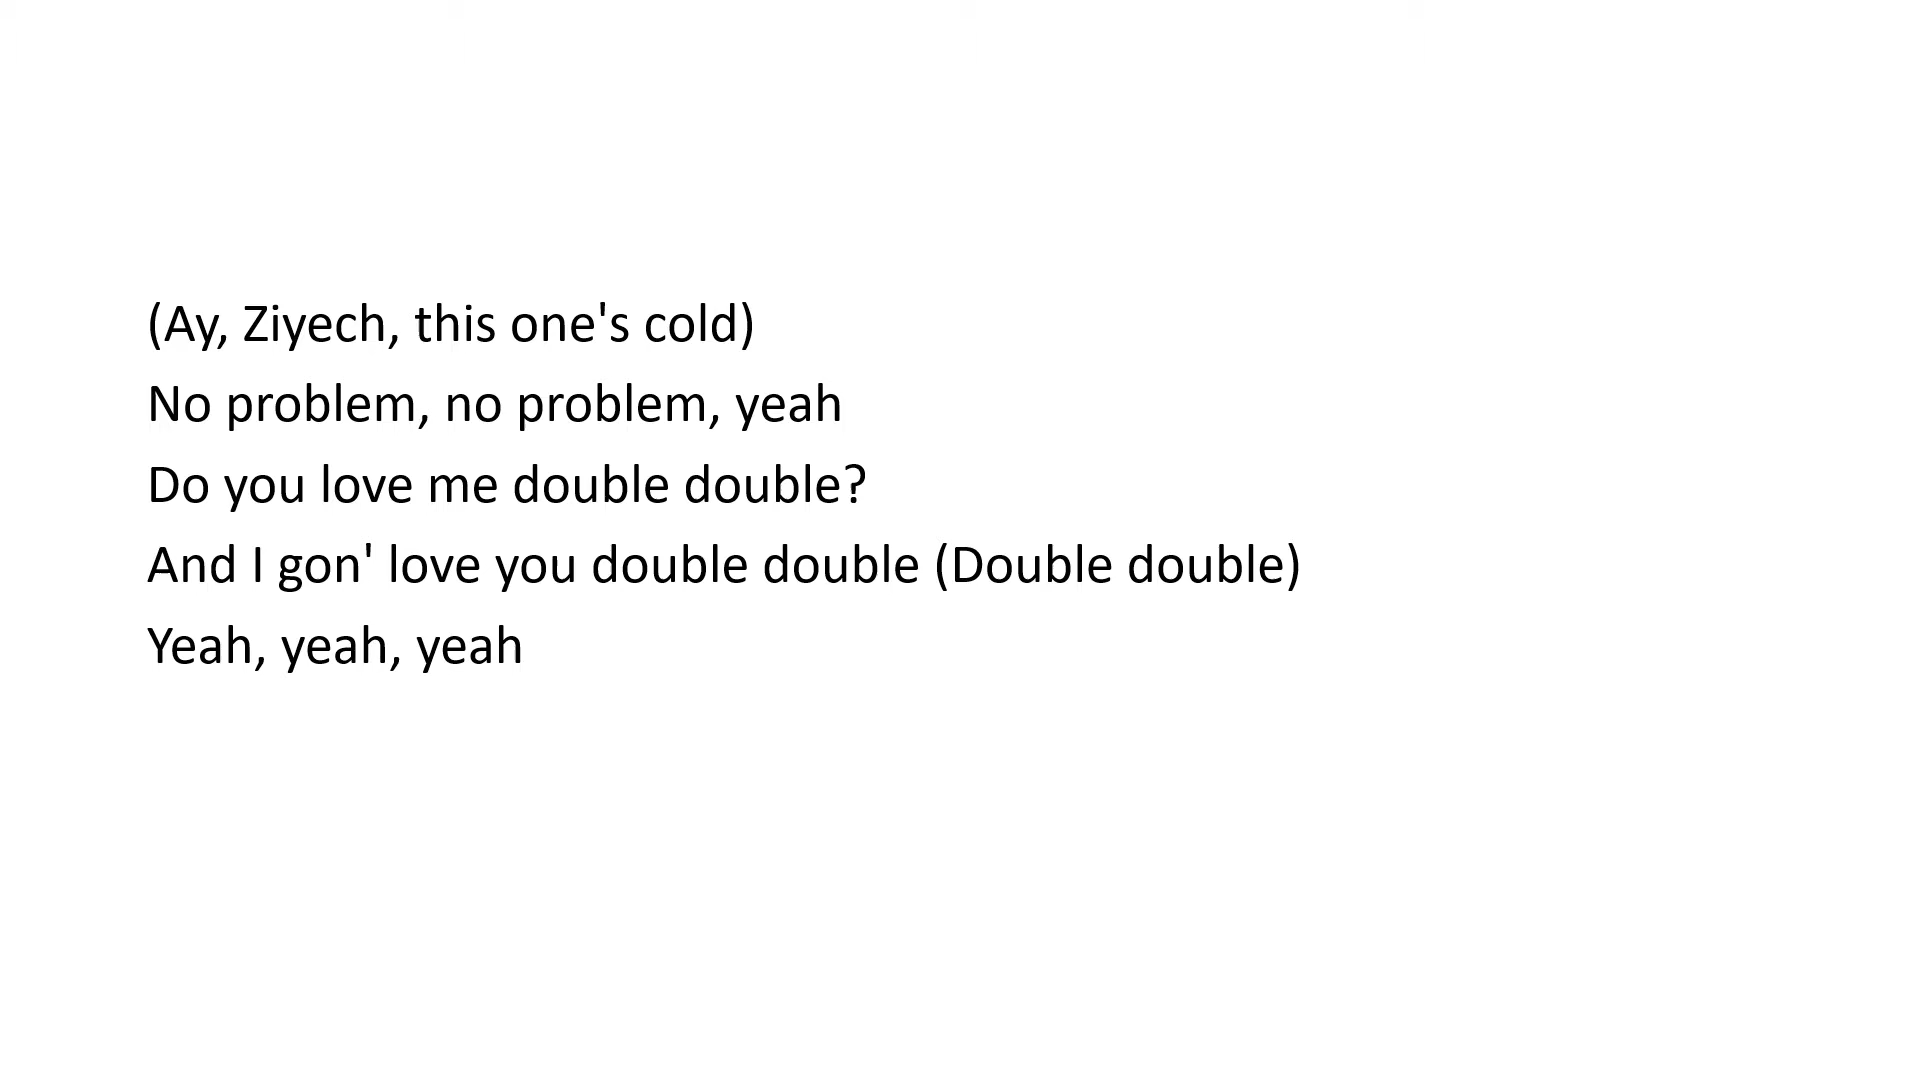 (Ay, Ziyech, this one's cold)
No problem, no problem, yeah
Do you love me double double?
And I gon' love you double double (Double double)
Yeah, yeah, yeah